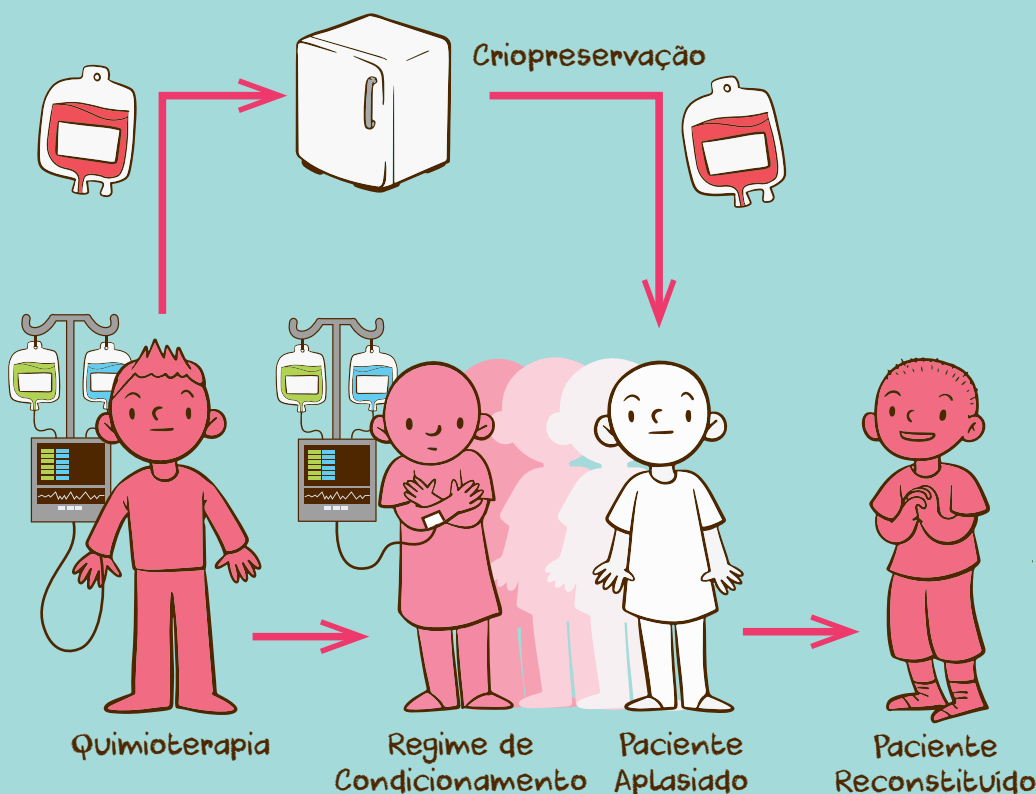 Criopreservação
Quimioterapia
Regime de
Condicionamento
Paciente
Aplasiado
Paciente
Reconstituído